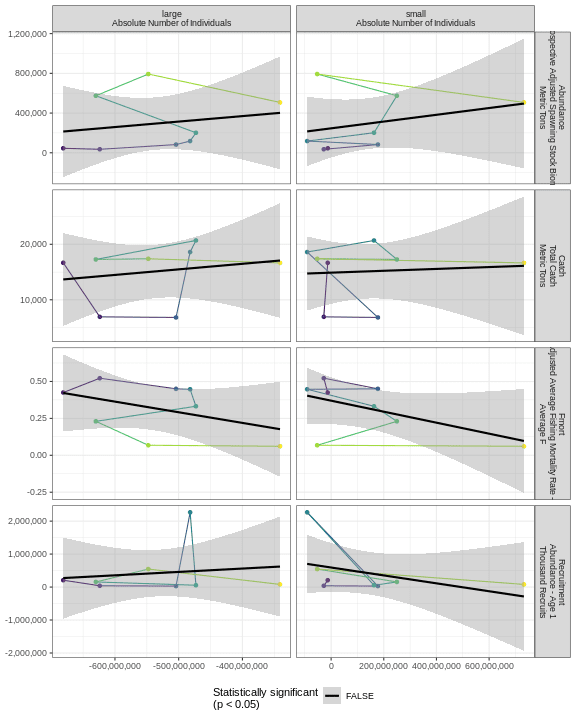 large
Absolute Number of Individuals
small
Absolute Number of Individuals
1,200,000
800,000
400,000
0
Abundance
Adjusted Spawning Stock
Metric Tons
20,000
10,000
Catch
Total Catch
Metric Tons
0.50
0.25
0.00
-0.25
Fmort
Average Fishing Mortality Rate -
Average F
2,000,000
1,000,000
0
-1,000,000
-2,000,000
Recruitment
Abundance - Age 1
Thousand Recruits
-600,000,000
-500,000,000
-400,000,000
0
200,000,000
400,000,000
600,000,000
Statistically significant
(p < 0.05)
FALSE